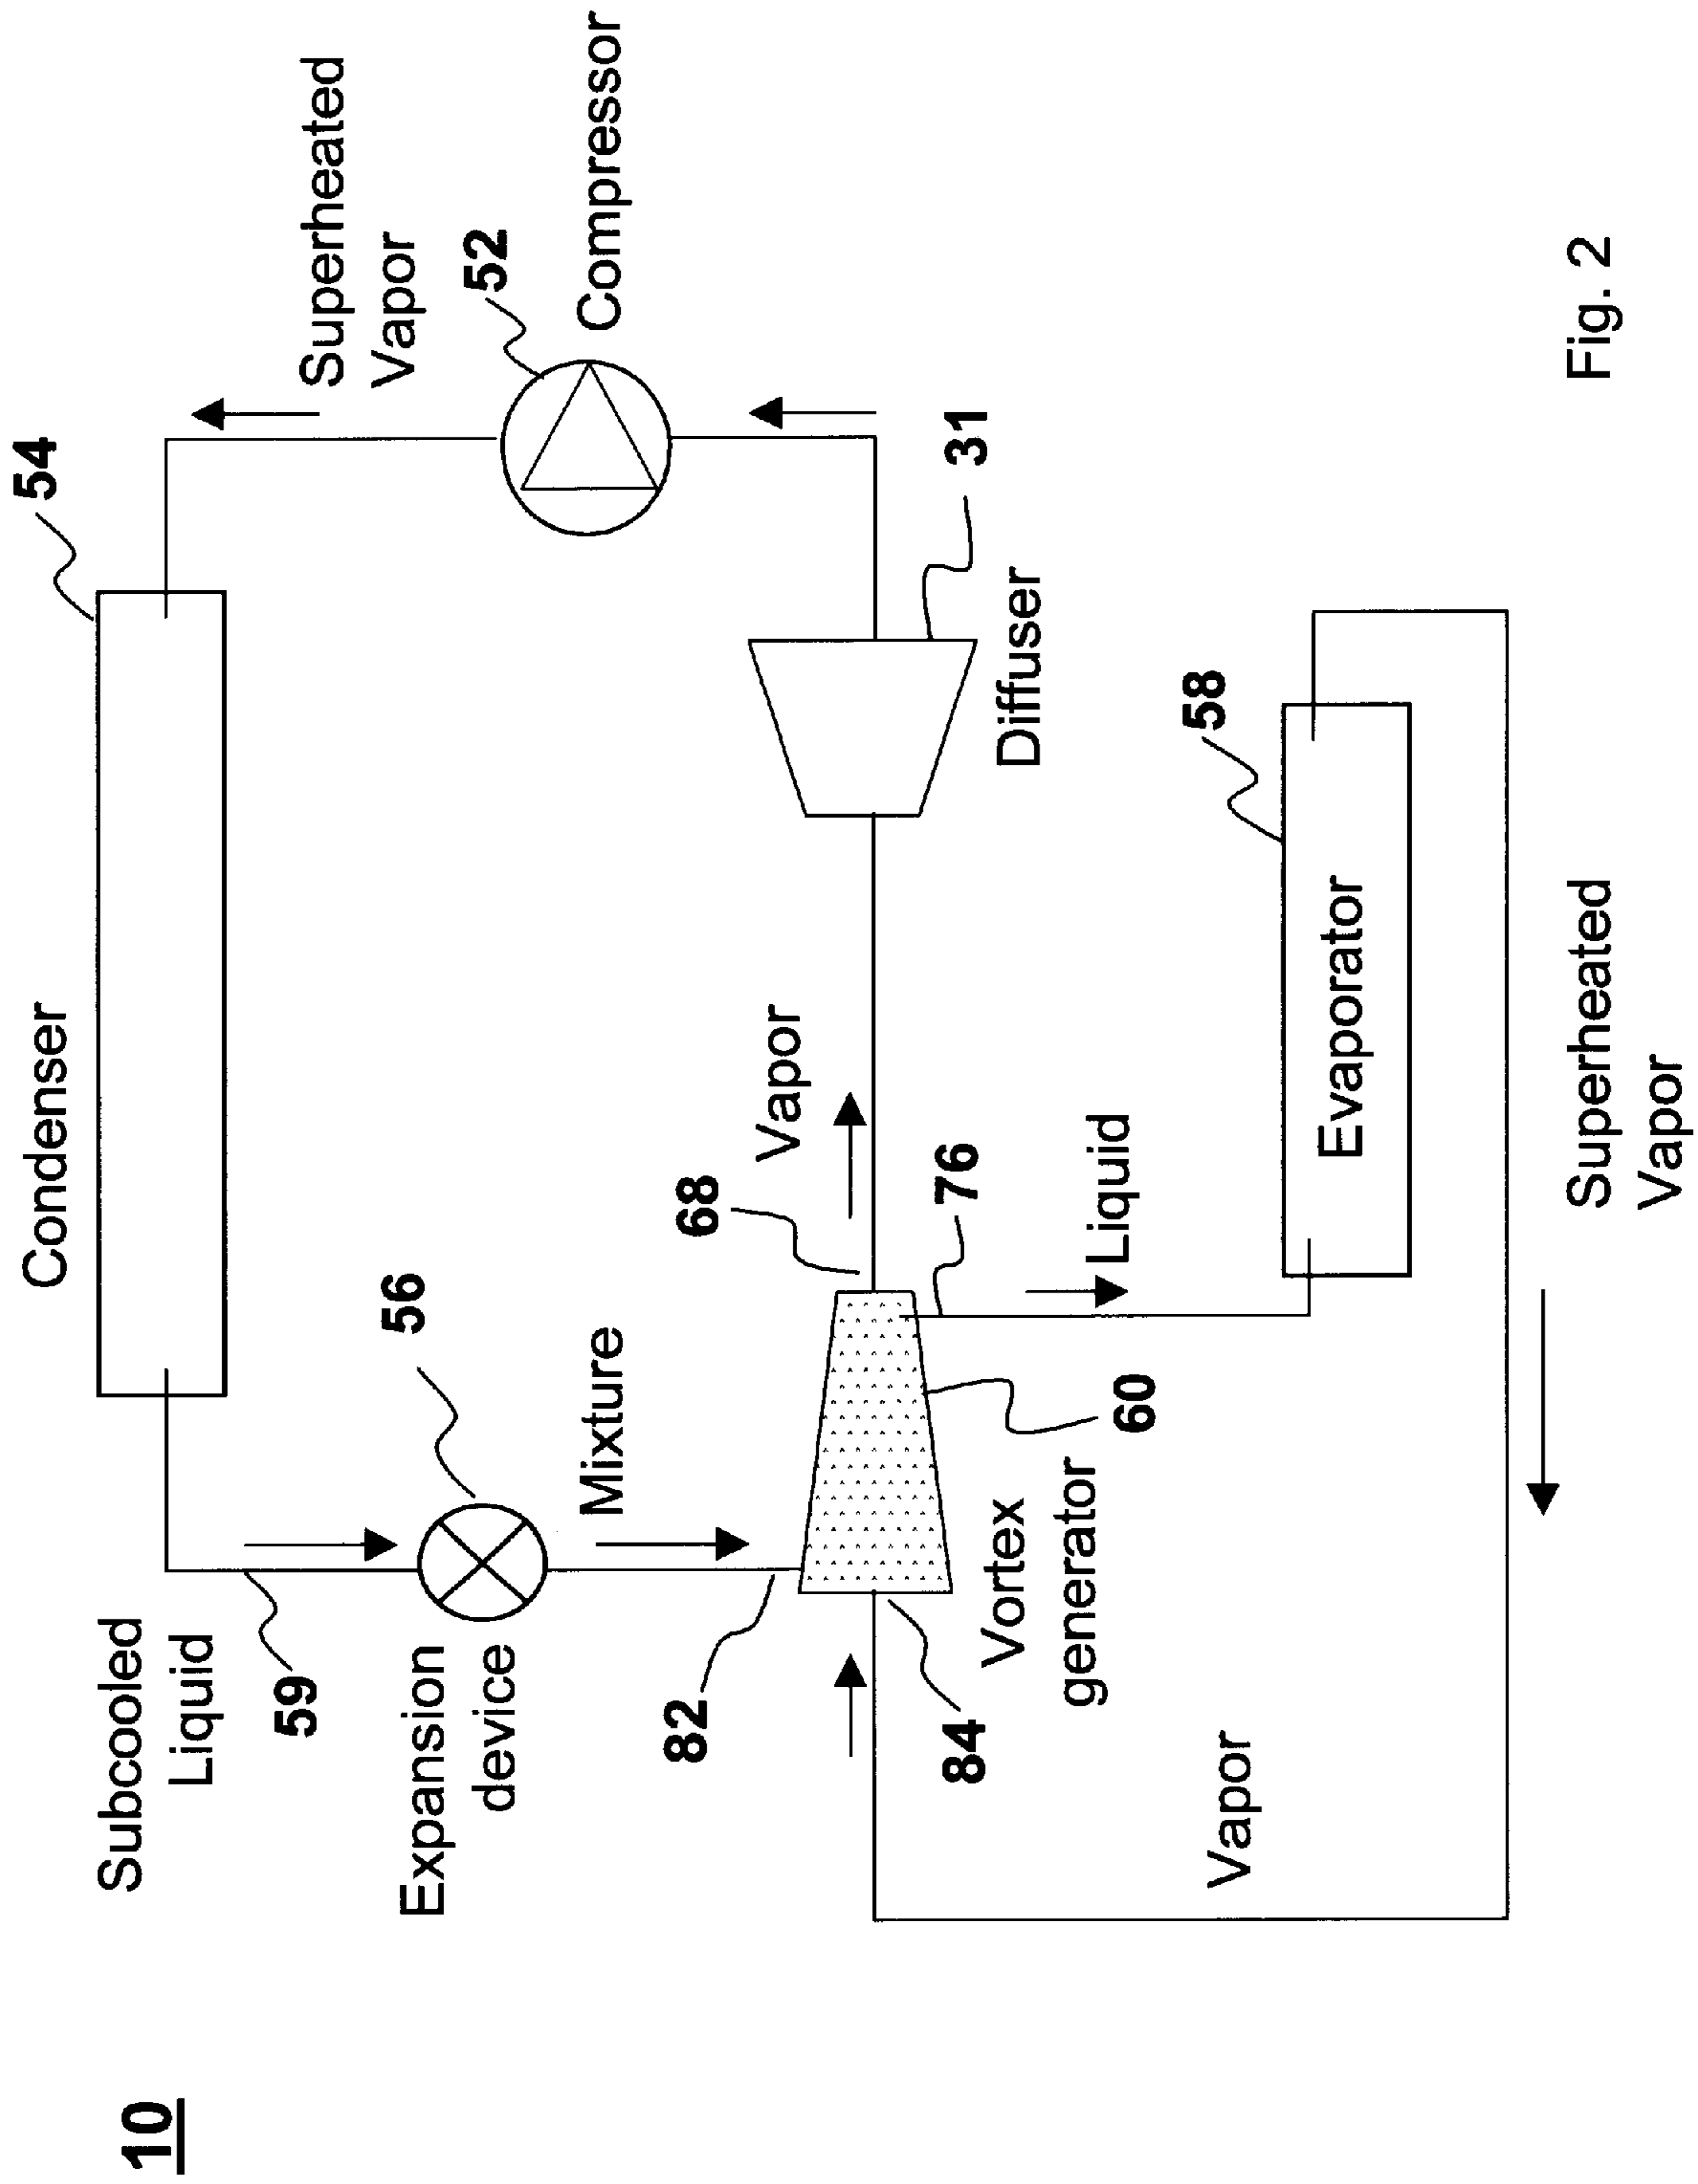 10
Condenser
54
Subcooled
Liquid
59
Superheated
Vapor
56
Expansion
device
52
Compressor
Mixture
82
68
Vapor
84
76
31
Vortex
generator
Diffuser
60
Liquid
58
Vapor
Evaporator
Superheated
Vapor
Fig. 2